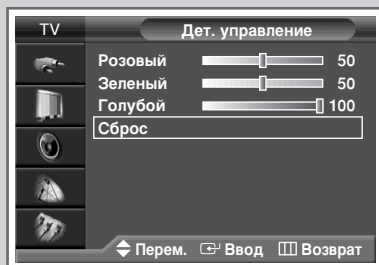 TV
Дет. управление
Розовый 50
Зеленый 50
Голубой 100
Сброс
Перем. Ввод Возврат